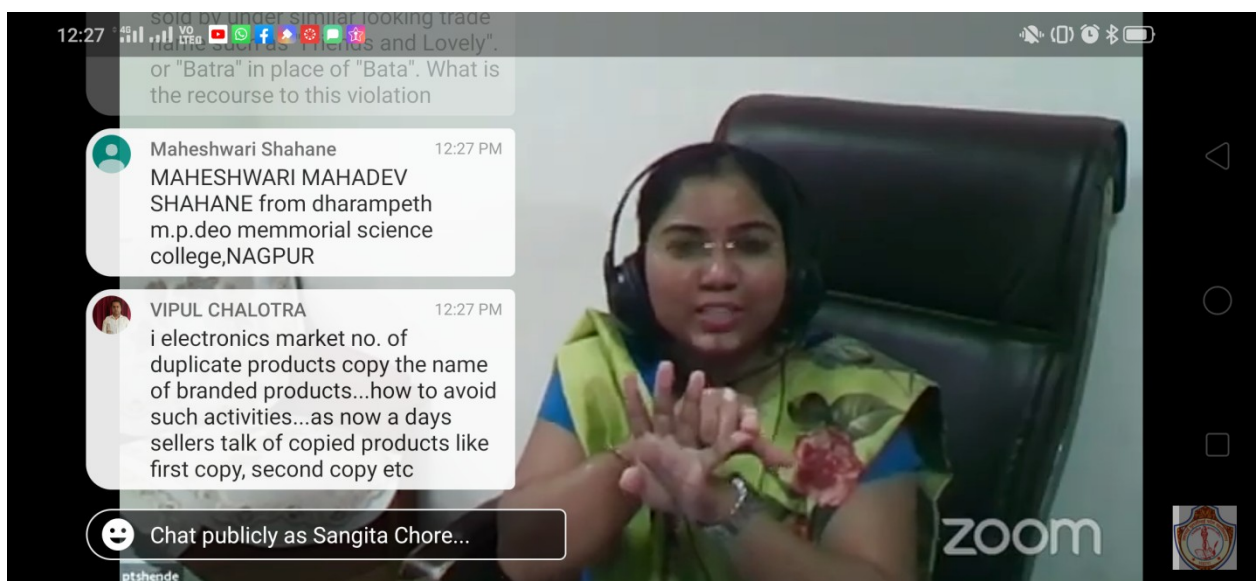 sold by under similar looking trade
12:27 4G VO LTE
name such as "Friends and Lovely".
or "Batra" in place of "Bata". What is
the recourse to this violation
Maheshwari Shahane 12:27 PM
MAHESHWARI MAHADEV
SHAHANE from dharampeth
m.p.deo memmorial science
college,NAGPUR
VIPUL CHALOTRA 12:27 PM
i electronics market no. of
duplicate products copy the name
of branded products...how to avoid
such activities...as now a days
sellers talk of copied products like
first copy, second copy etc
Chat publicly as Sangita Chore...
zoom
ptshende